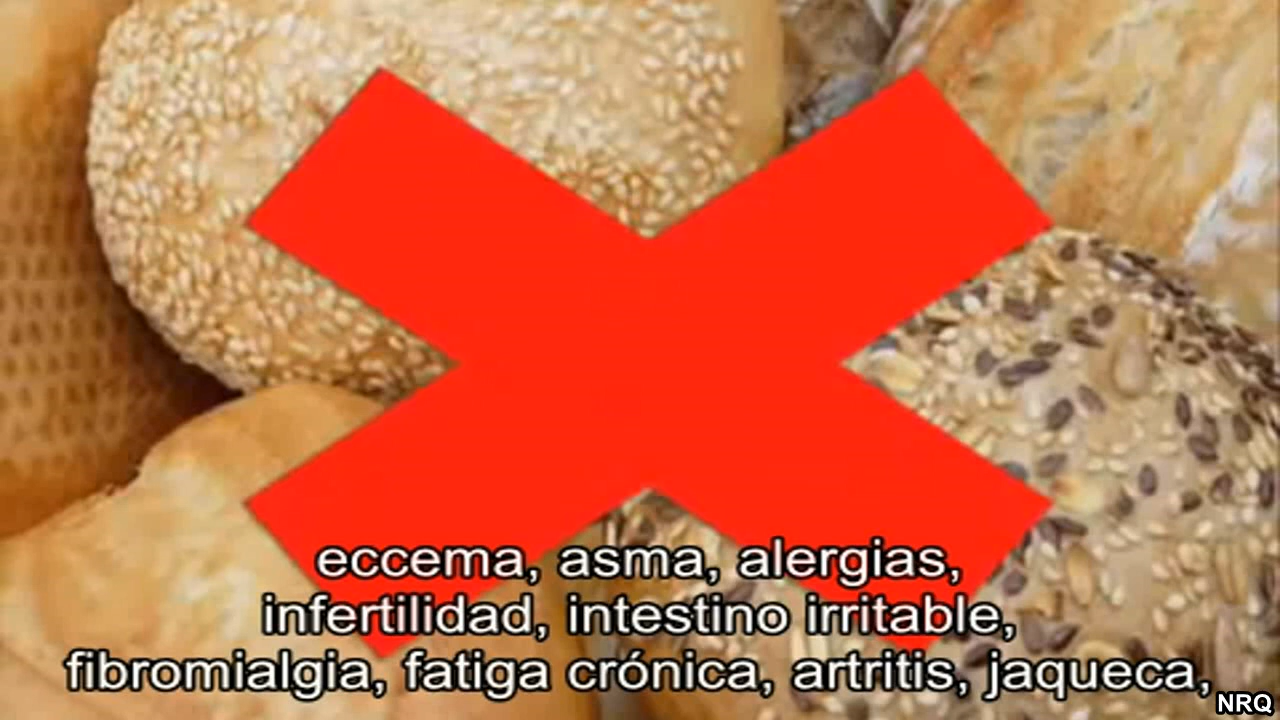 eccema, asma, alergias,
infertilidad, intestino irritable,
fibromialgia, fatiga crónica, artritis, jaqueca,
NRQ